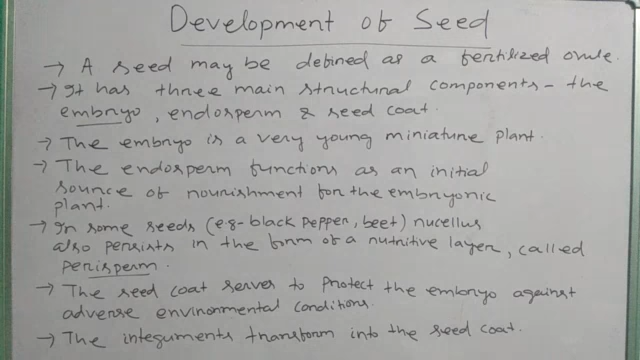 Development of Seed
→ A seed may be defined as a fertilized ovule.
→ It has three main structural components - the
embryo, endosperm & seed coat.
→ The embryo is a very young miniature plant.
→ The endosperm functions as an initial
source of nourishment for the embryonic
plant.
→ In some seeds (eg- black pepper, beet) nucellus
also persists in the form of a nutritive layer, called
perisperm.
→ The seed coat serves to protect the embryo against
adverse environmental conditions.
→ The integuments transform into the seed coat.